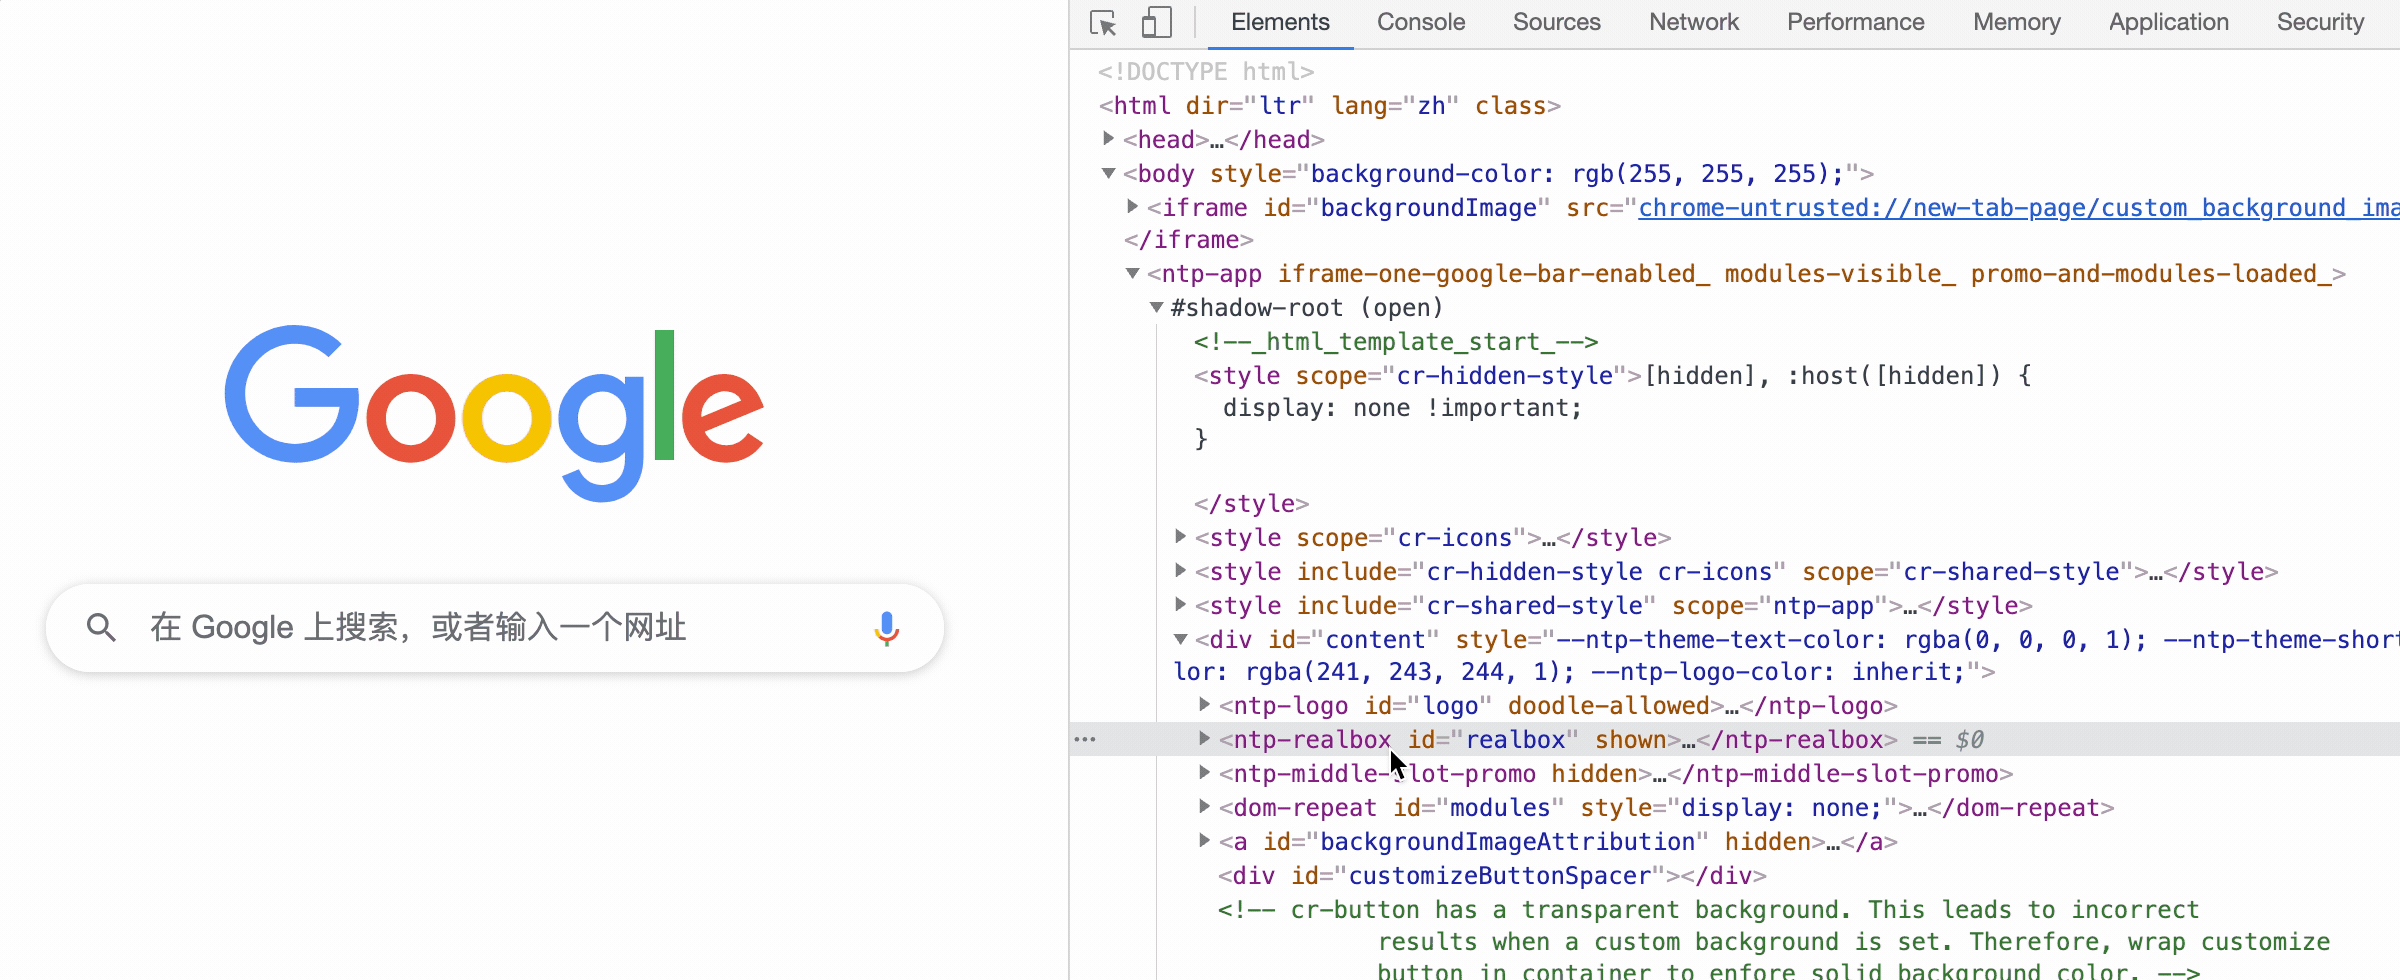 Google
在 Google 上搜索，或者输入一个网址
Elements Console Sources Network Performance Memory Application Security
<!DOCTYPE html>
<html dir="ltr" lang="zh" class>
<head>…</head>
<body style="background-color: rgb(255, 255, 255);">
<iframe id="backgroundImage" src="chrome-untrusted://new-tab-page/custom_background_ima
</iframe>
<ntp-app iframe-one-google-bar-enabled_ modules-visible_ promo-and-modules-loaded_>
#shadow-root (open)
<!--_html_template_start_-->
<style scope="cr-hidden-style">[hidden], :host([hidden]) {
display: none !important;
}
</style>
<style scope="cr-icons">…</style>
<style include="cr-hidden-style cr-icons" scope="cr-shared-style">…</style>
<style include="cr-shared-style" scope="ntp-app">…</style>
<div id="content" style="--ntp-theme-text-color: rgba(0, 0, 0, 1); --ntp-theme-short
lor: rgba(241, 243, 244, 1); --ntp-logo-color: inherit;">
<ntp-logo id="logo" doodle-allowed>…</ntp-logo>
<ntp-realbox id="realbox" shown>…</ntp-realbox> == $0
<ntp-middle-slot-promo hidden>…</ntp-middle-slot-promo>
<dom-repeat id="modules" style="display: none;">…</dom-repeat>
<a id="backgroundImageAttribution" hidden>…</a>
<div id="customizeButtonSpacer"></div>
<!-- cr-button has a transparent background. This leads to incorrect
results when a custom background is set. Therefore, wrap customize
button in container to enfore solid background color. -->